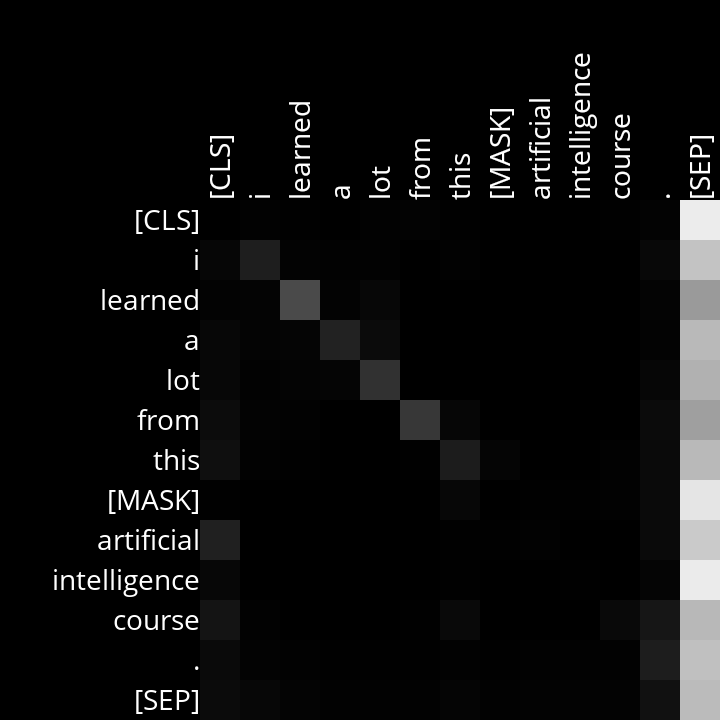 [CLS]
i
learned
a
lot
from
this
[MASK]
artificial
intelligence
course
.
[SEP]
[CLS]
i
learned
a
lot
from
this
[MASK]
artificial
intelligence
course
.
[SEP]